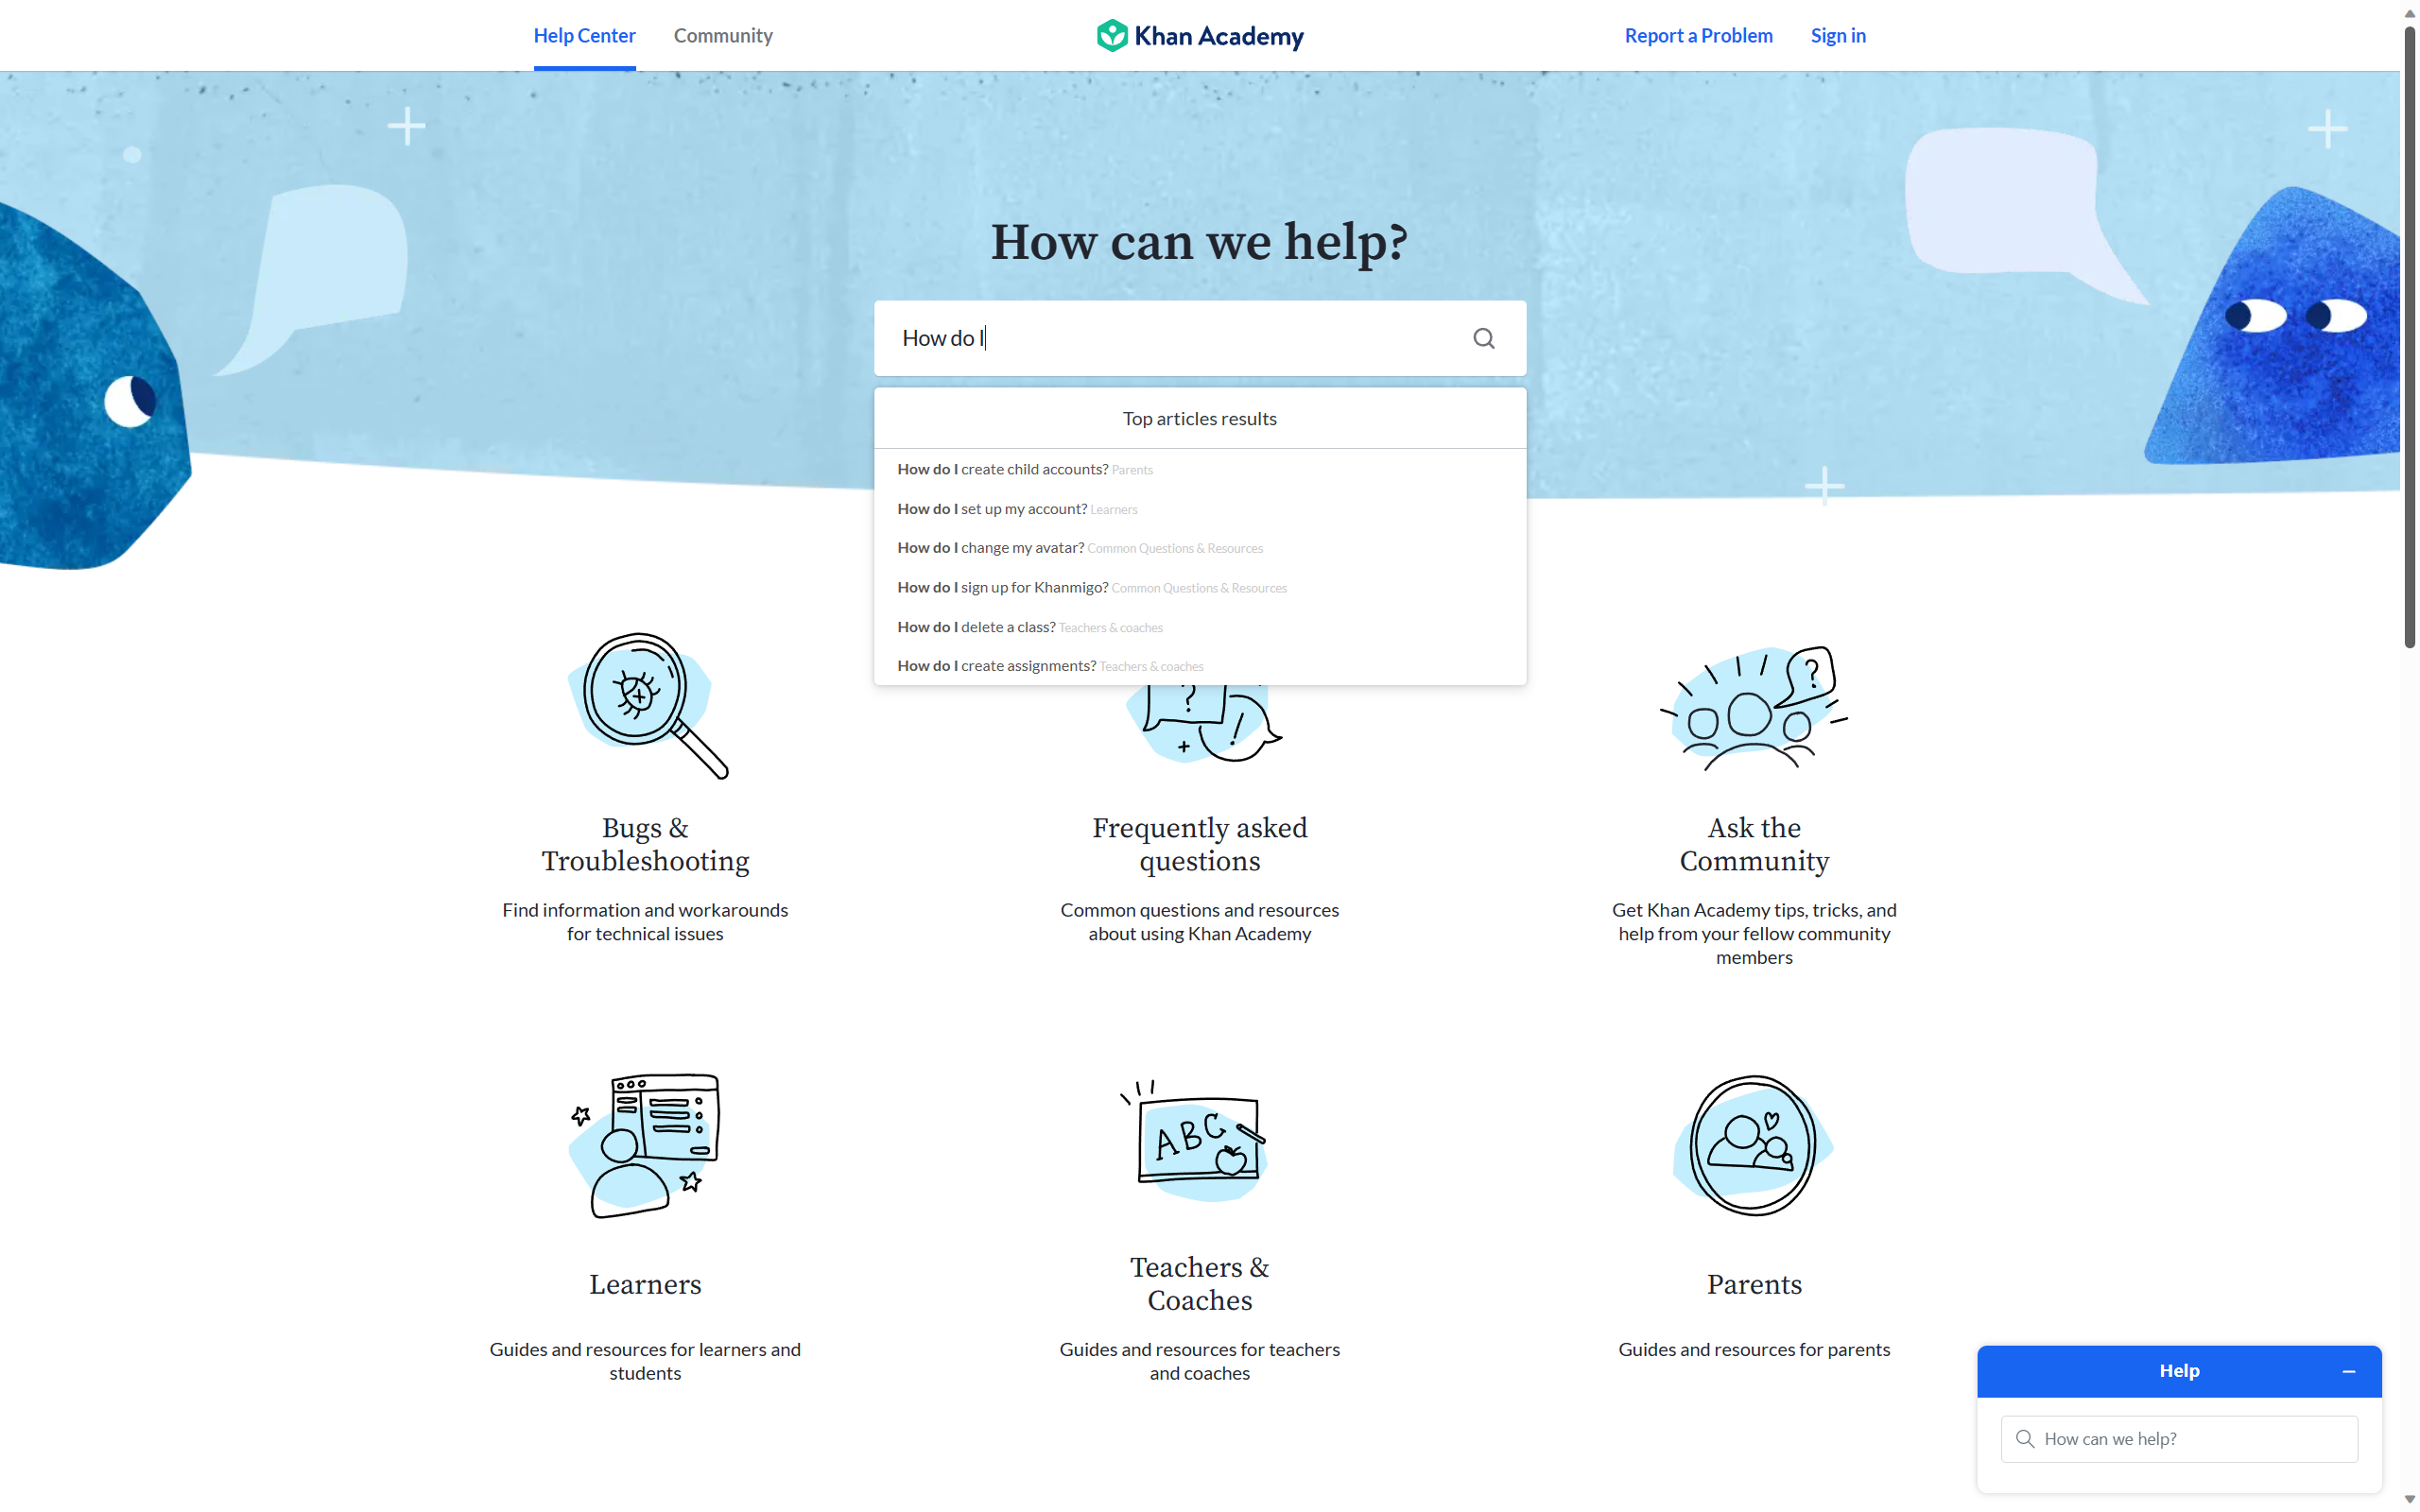 Help Center Community Khan Academy Report a Problem Sign in
How can we help?
How do I
Top articles results
How do I create child accounts? Parents
How do I set up my account? Learners
How do I change my avatar? Common Questions & Resources
How do I sign up for Khanmigo? Common Questions & Resources
How do I delete a class? Teachers & coaches
How do I create assignments? Teachers & coaches
? !
?
Bugs &
Troubleshooting
Find information and workarounds
for technical issues
Frequently asked
questions
Common questions and resources
about using Khan Academy
Ask the
Community
Get Khan Academy tips, tricks, and
help from your fellow community
members
Learners
Guides and resources for learners and
students
ABC
Teachers &
Coaches
Guides and resources for teachers
and coaches
Parents
Guides and resources for parents
Help
How can we help?